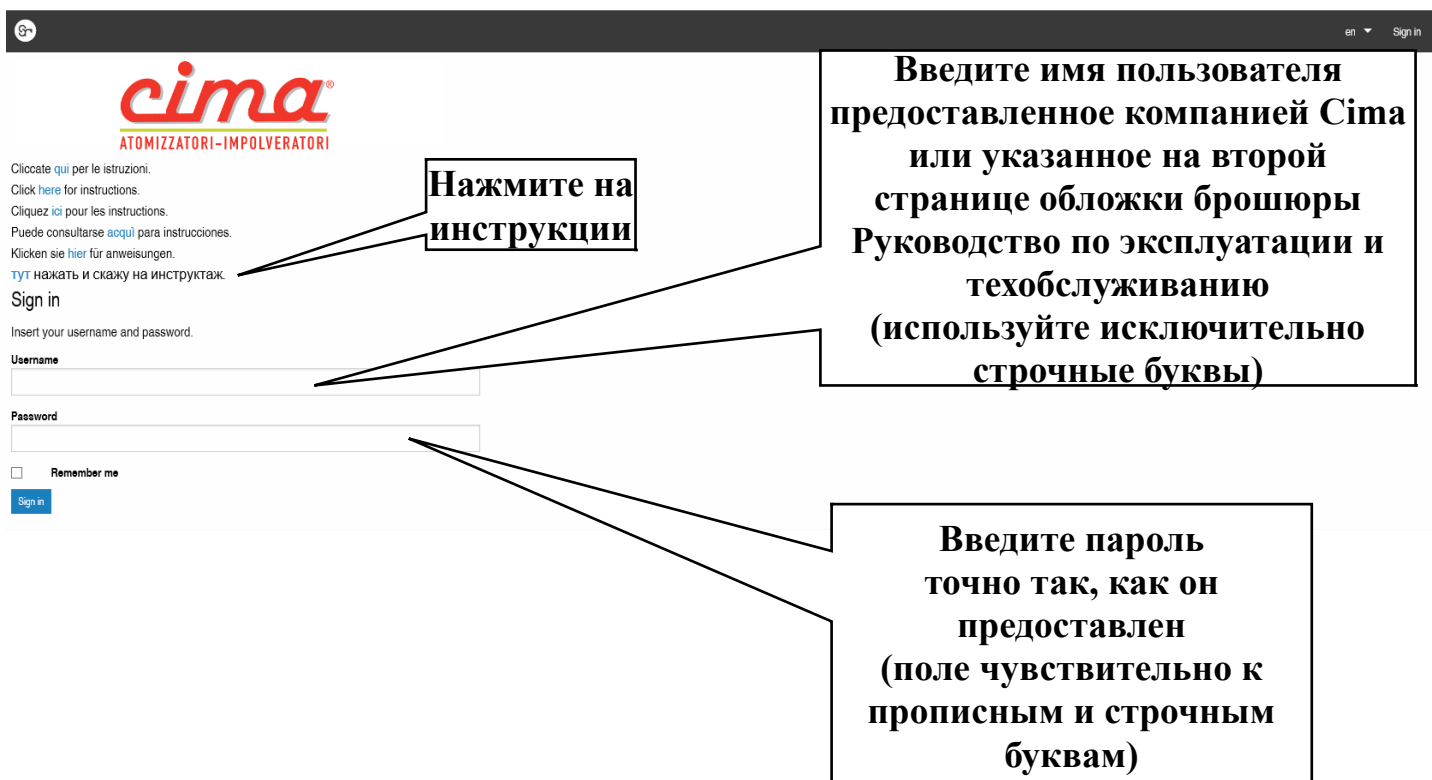 en Sign in
cima®
ATOMIZZATORI-IMPOLVERATORI
Cliccate qui per le istruzioni.
Click here for instructions.
Cliquez ici pour les instructions.
Puede consultarse acquì para instrucciones.
Klicken sie hier für anweisungen.
тут нажать и скажу на инструктаж.
Нажмите на
инструкции
Введите имя пользователя
предоставленное компанией Cima
или указанное на второй
странице обложки брошюры
Руководство по эксплуатации и
техобслуживанию
(используйте исключительно
строчные буквы)
Sign in
Insert your username and password.
Username
Password
Remember me
Sign in
Введите пароль
точно так, как он
предоставлен
(поле чувствительно к
прописным и строчным
буквам)